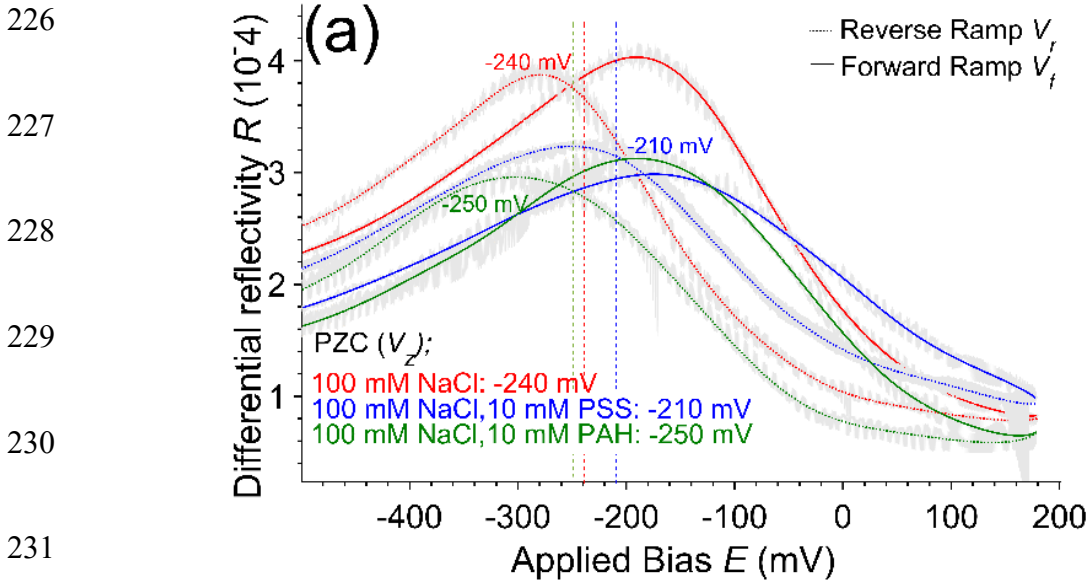 226
227
228
229
230
231
(a)
Reverse Ramp V_r
Forward Ramp V_f
Differential reflectivity R (10^-4)
4
3
2
1
-240 mV
-210 mV
-250 mV
PZC (V_z);
100 mM NaCl: -240 mV
100 mM NaCl,10 mM PSS: -210 mV
100 mM NaCl,10 mM PAH: -250 mV
-400 -300 -200 -100 0 100 200
Applied Bias E (mV)